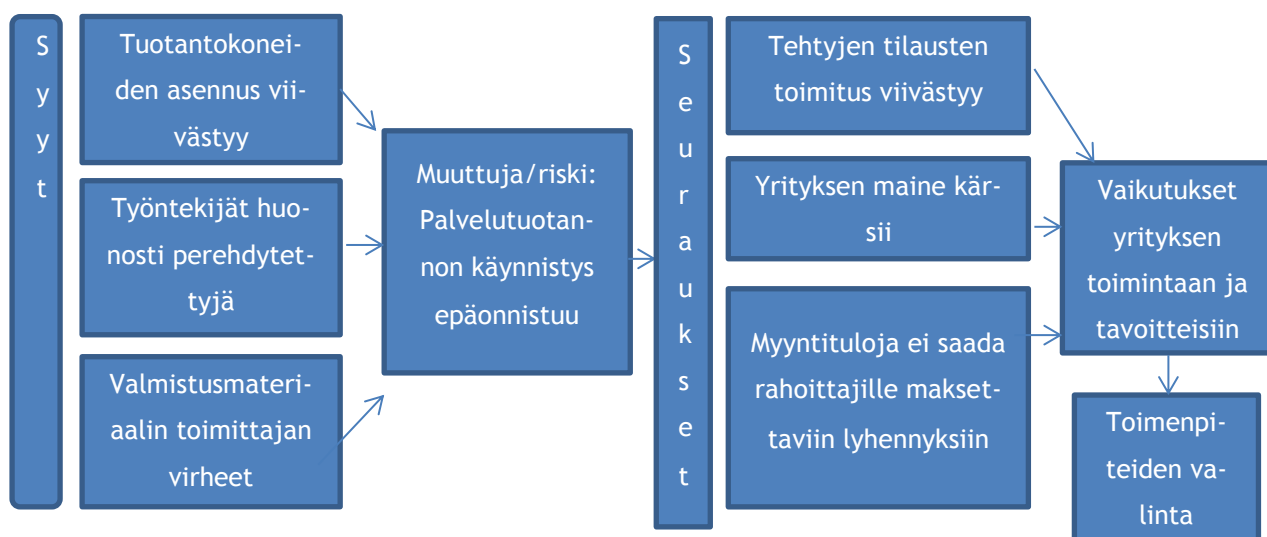 S
y
y
t
Tuotantokonei-
den asennus vii-
västyy
Työntekijät huo-
nosti perehdytet-
tyjä
Valmistusmateri-
aalin toimittajan
virheet
Muuttuja/riski:
Palvelutuotan-
non käynnistys
epäonnistuu
S
e
u
r
a
u
k
s
e
t
Tehtyjen tilausten
toimitus viivästyy
Yrityksen maine kär-
sii
Myyntituloja ei saada
rahoittajille makset-
taviin lyhennyksiin
Vaikutukset
yrityksen
toimintaan ja
tavoitteisiin
Toimenpi-
teiden va-
linta